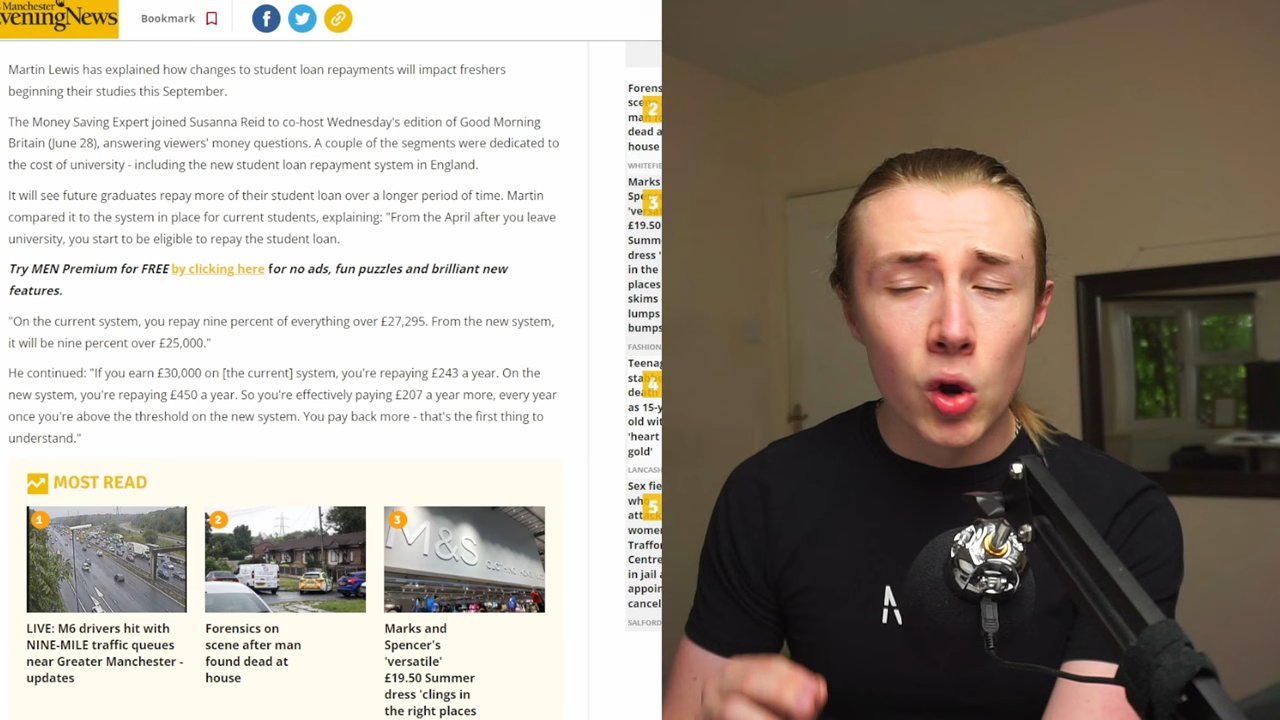 Manchester
veningNews
Bookmark
Martin Lewis has explained how changes to student loan repayments will impact freshers
beginning their studies this September.
The Money Saving Expert joined Susanna Reid to co-host Wednesday's edition of Good Morning
Britain (June 28), answering viewers' money questions. A couple of the segments were dedicated to
the cost of university - including the new student loan repayment system in England.
It will see future graduates repay more of their student loan over a longer period of time. Martin
compared it to the system in place for current students, explaining: "From the April after you leave
university, you start to be eligible to repay the student loan.
Try MEN Premium for FREE by clicking here for no ads, fun puzzles and brilliant new
features.
"On the current system, you repay nine percent of everything over £27,295. From the new system,
it will be nine percent over £25,000."
He continued: "If you earn £30,000 on [the current] system, you're repaying £243 a year. On the
new system, you're repaying £450 a year. So you're effectively paying £207 a year more, every year
once you're above the threshold on the new system. You pay back more - that's the first thing to
understand."
MOST READ
1
2
3
M&S
LIVE: M6 drivers hit with
NINE-MILE traffic queues
near Greater Manchester -
updates
Forensics on
scene after man
found dead at
house
Marks and
Spencer's
'versatile'
£19.50 Summer
dress 'clings in
the right places
Forens
2
dead a
house
WHITEFIE
Marks
3
£19.50
Summ
dress '
in the
places
skims
lumps
bumps
FASHION
Teena
4
as 15-y
old wit
'heart
gold'
LANCASH
Sex fie
5
wome
Traffor
Centre
in jail a
appoin
cancel
SALFORD